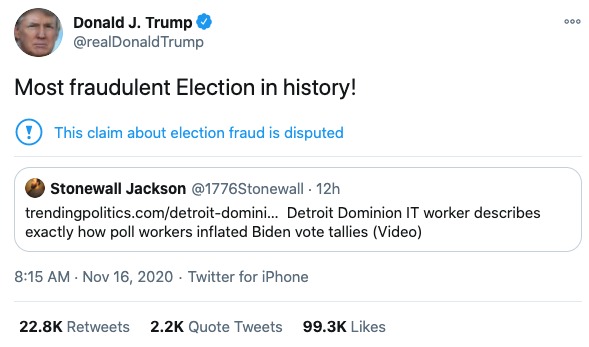 Donald J. Trump
@realDonaldTrump
Most fraudulent Election in history!
This claim about election fraud is disputed
Stonewall Jackson @1776Stonewall · 12h
trendingpolitics.com/detroit-domini... Detroit Dominion IT worker describes
exactly how poll workers inflated Biden vote tallies (Video)
8:15 AM · Nov 16, 2020 · Twitter for iPhone
22.8K Retweets 2.2K Quote Tweets 99.3K Likes